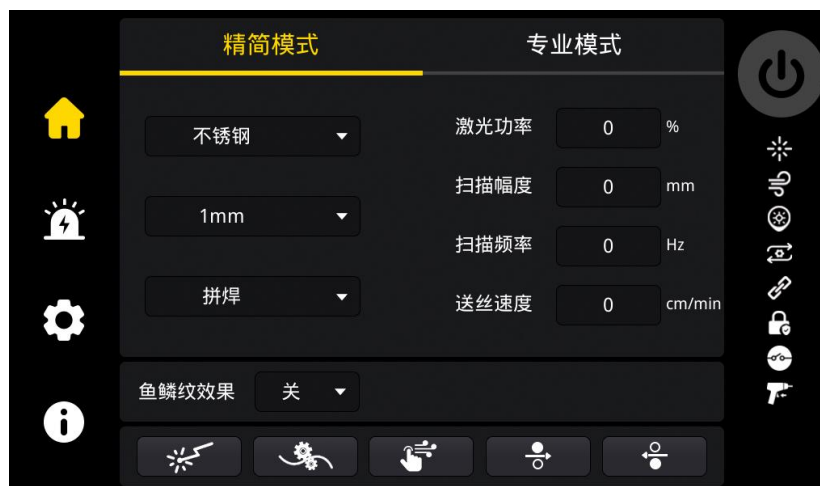 精简模式 专业模式
不锈钢
激光功率 0 %
扫描幅度 0 mm
1mm
扫描频率 0 Hz
拼焊
送丝速度 0 cm/min
鱼鳞纹效果 关